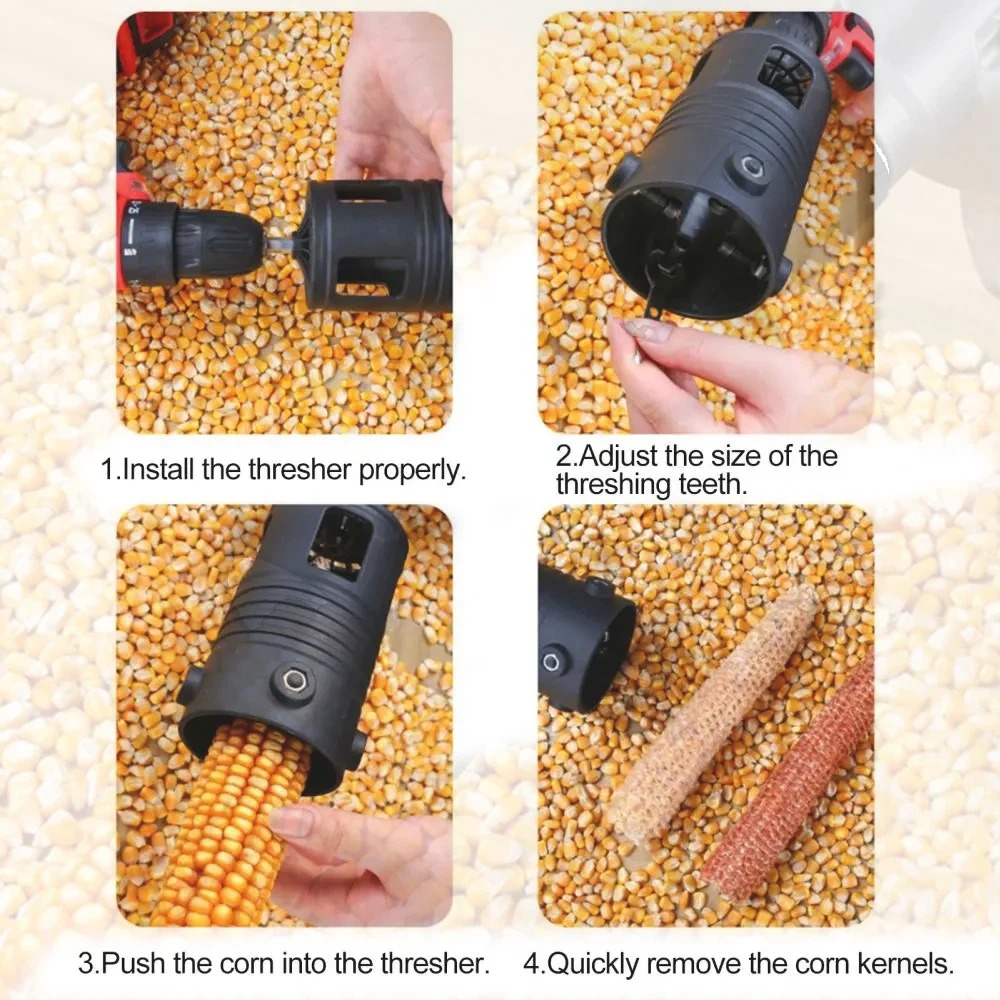 1.Install the thresher properly.
2.Adjust the size of the
threshing teeth.
3.Push the corn into the thresher.
4.Quickly remove the corn kernels.